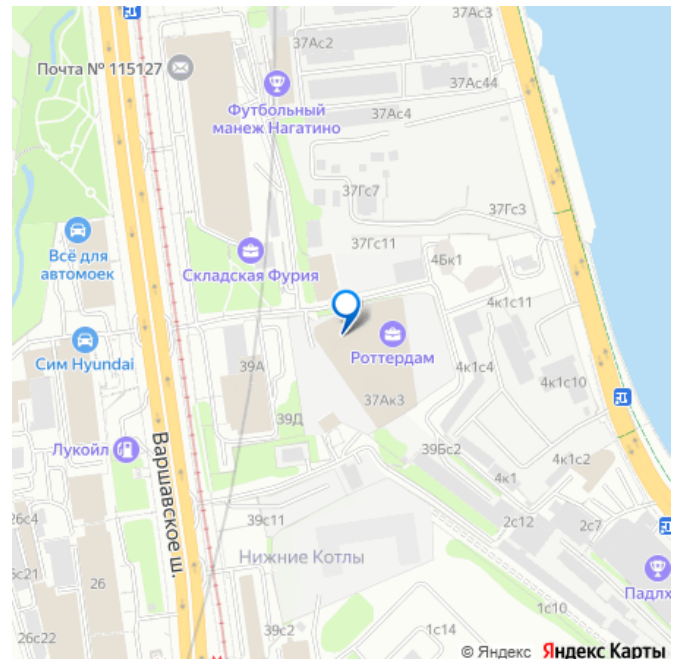 37Ас3
37Ас2
Почта № 115127
37Ас44
Футбольный
манеж Нагатино
37Ас4
37Гс7
37Гс3
37Гс11
Всё для
автомоек
Складская Фурия
4Бк1
4к1с11
Сим Hyundai
Роттердам
39А
4к1с4
4к1с10
37Ак3
39Д
Лукойл
39Бс2
Варшавское ш.
4к1
4к1с2
26с4
39с11
2с12
2с7
Нижние Котлы
26
Падлх
1с10
39с2
1с14
26с22
© Яндекс Яндекс Карты